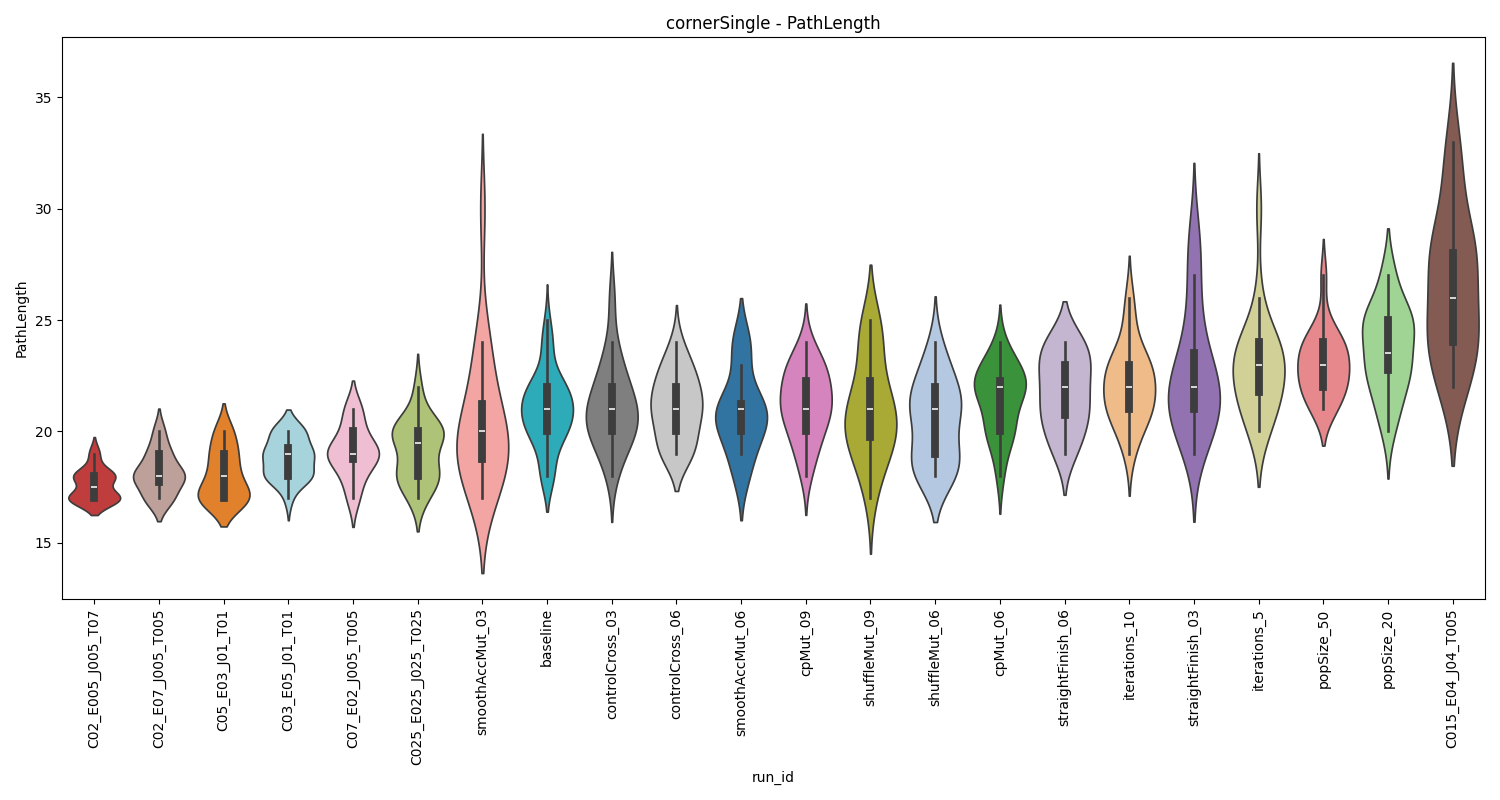 cornerSingle - PathLength
PathLength
35
30
25
20
15
C02_E005_J005_T07
C02_E07_J005_T005
C05_E03_J01_T01
C03_E05_J01_T01
C07_E02_J005_T005
C025_E025_J025_T025
smoothAccMut_03
baseline
controlCross_03
controlCross_06
smoothAccMut_06
cpMut_09
shuffleMut_09
shuffleMut_06
cpMut_06
straightFinish_06
iterations_10
straightFinish_03
iterations_5
popSize_50
popSize_20
C015_E04_J04_T005
run_id